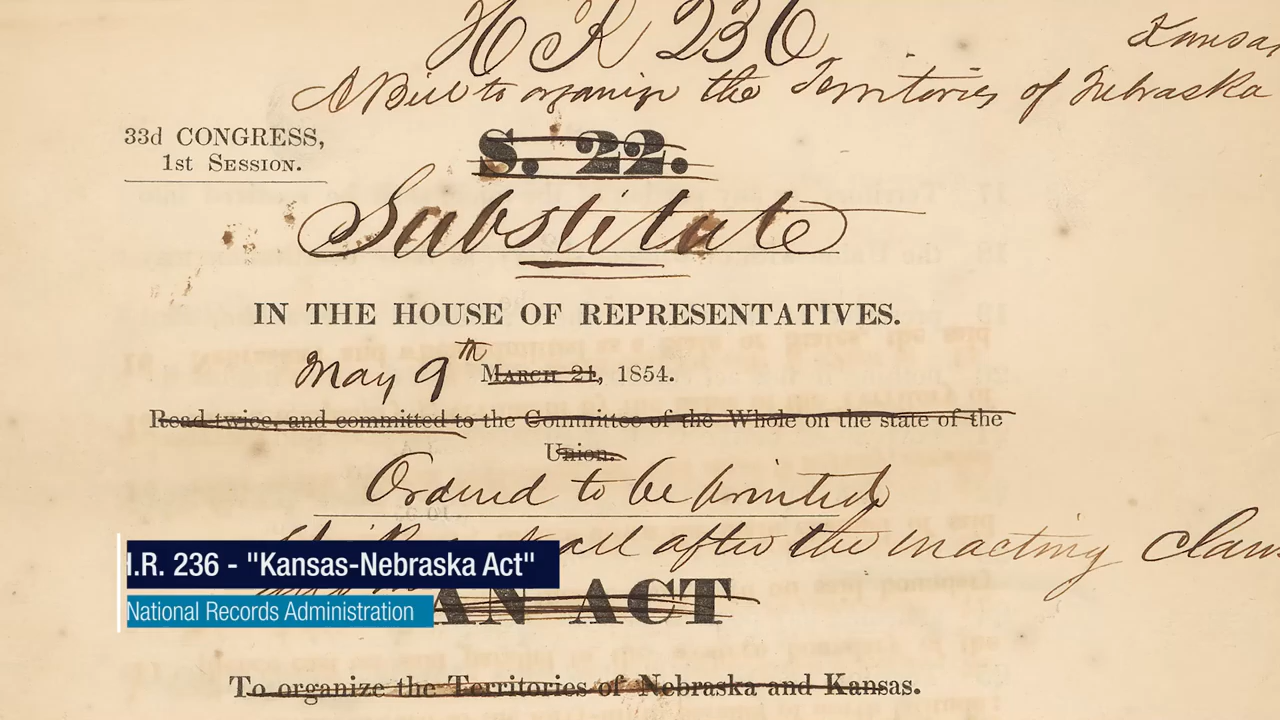 H R 236
Kansas
A Bill to organize the Territories of Nebraska
33d CONGRESS,
1st SESSION.
S. 22.
Substitute
IN THE HOUSE OF REPRESENTATIVES.
May 9th MARCH 21, 1854.
Read twice, and committed to the Committee of the Whole on the state of the
Union.
Ordered to be printed
all after the enacting claus
.R. 236 - "Kansas-Nebraska Act"
National Records Administration
AN ACT
To organize the Territories of Nebraska and Kansas.